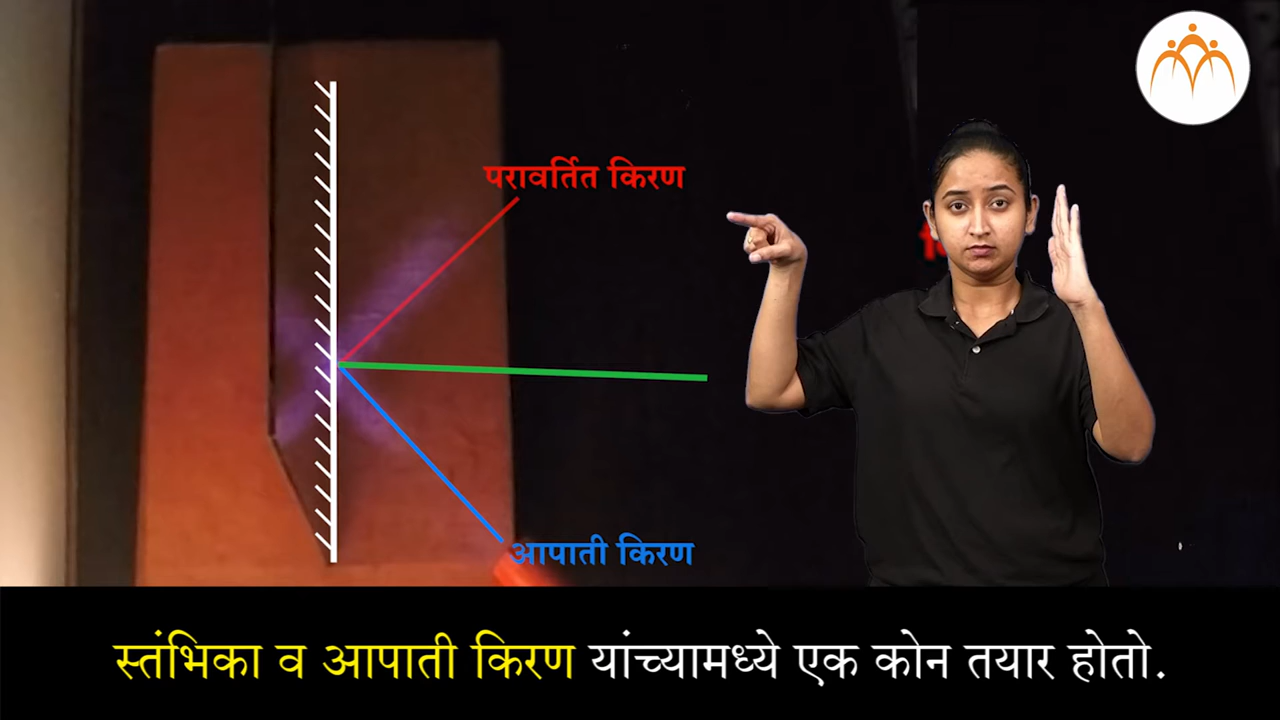 परावर्तित किरण
आपाती किरण
स्तंभिका व आपाती किरण यांच्यामध्ये एक कोन तयार होतो.